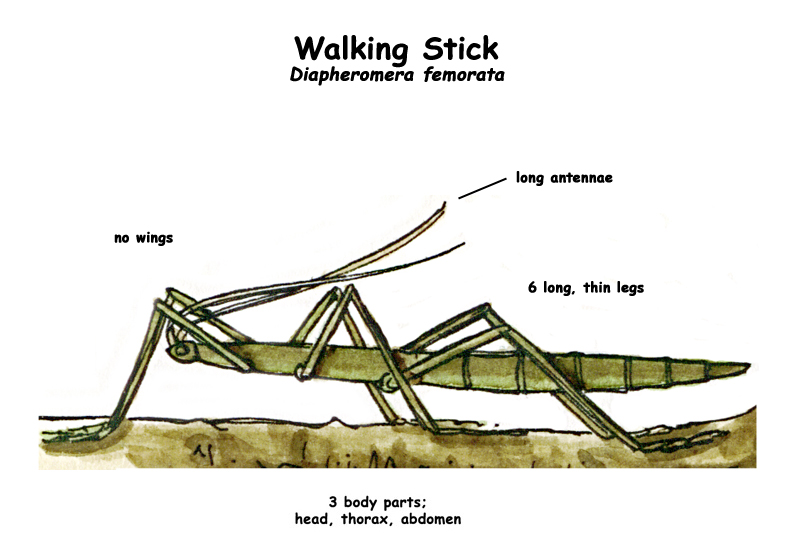 Walking Stick
Diapheromera femorata
long antennae
no wings
6 long, thin legs
3 body parts;
head, thorax, abdomen